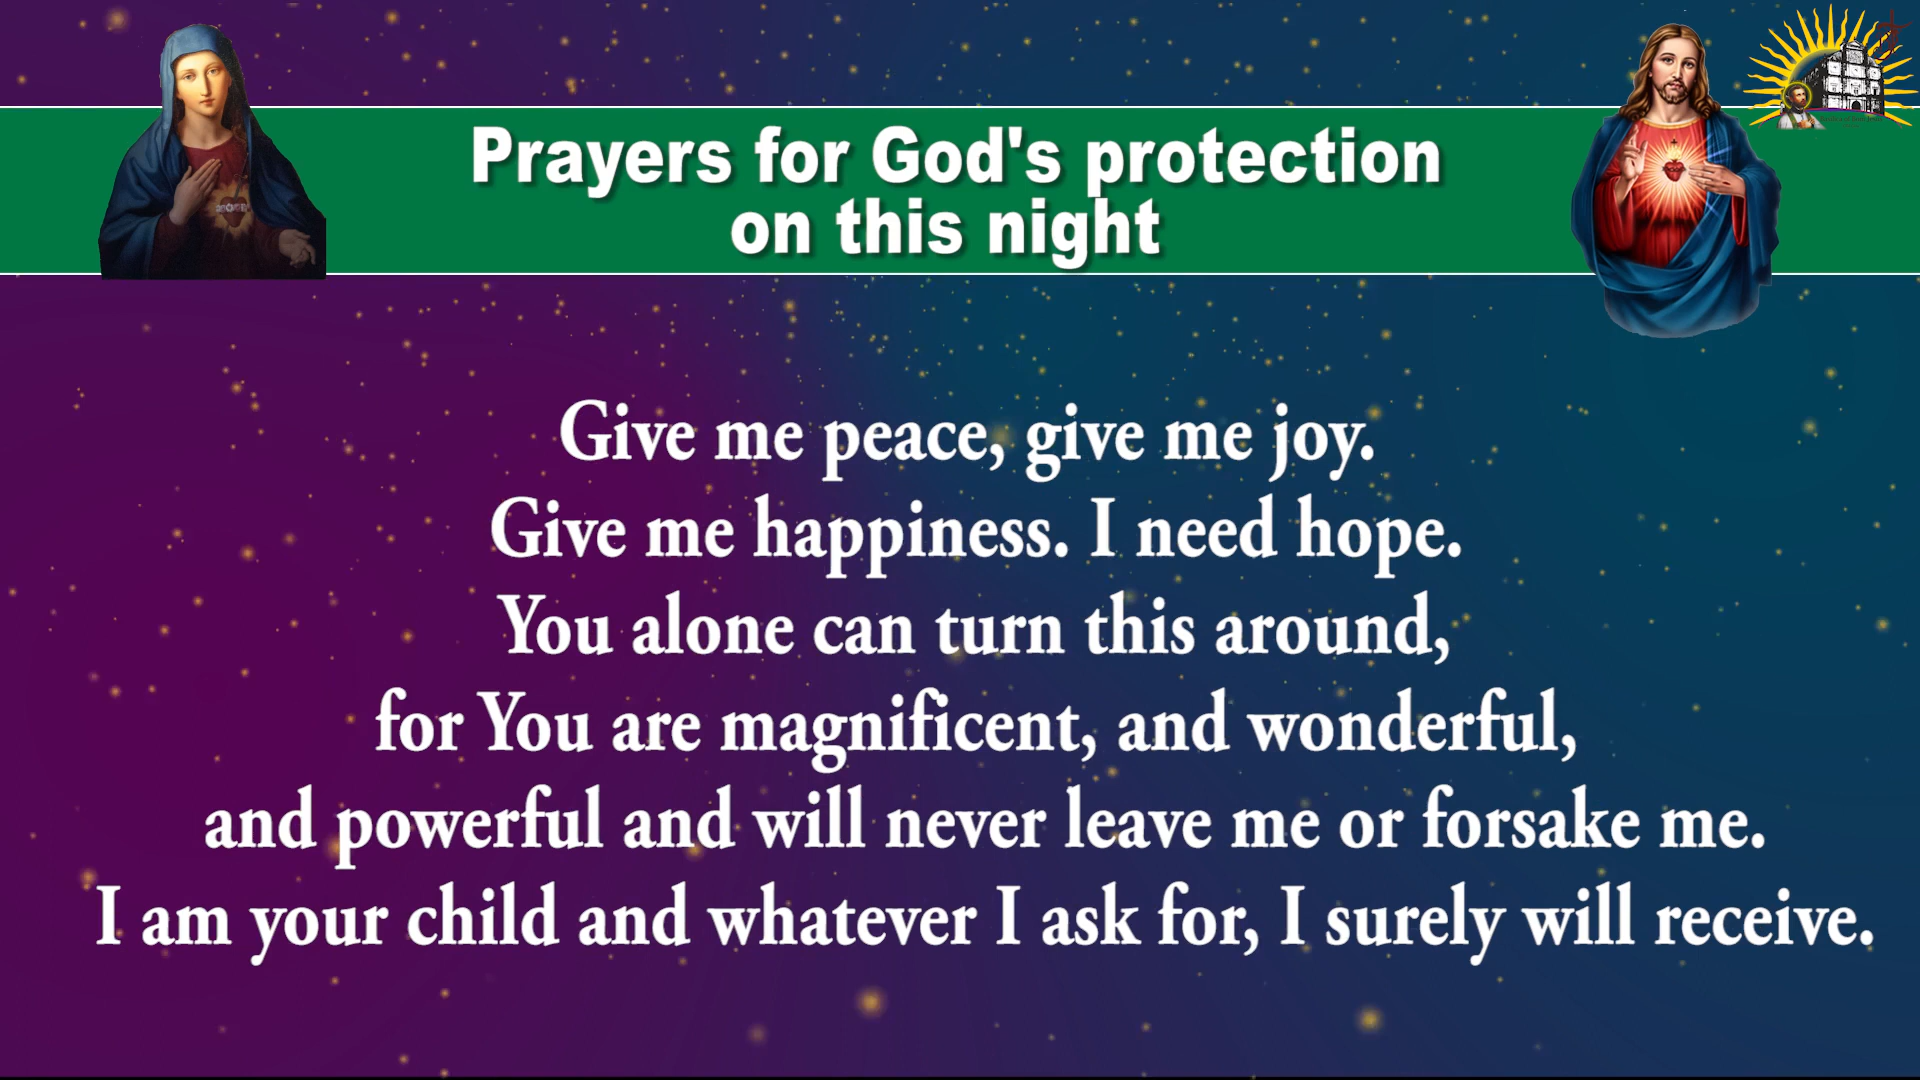 Prayers for God's protection
on this night
Give me peace, give me joy.
Give me happiness. I need hope.
You alone can turn this around,
for You are magnificent, and wonderful,
and powerful and will never leave me or forsake me.
I am your child and whatever I ask for, I surely will receive.